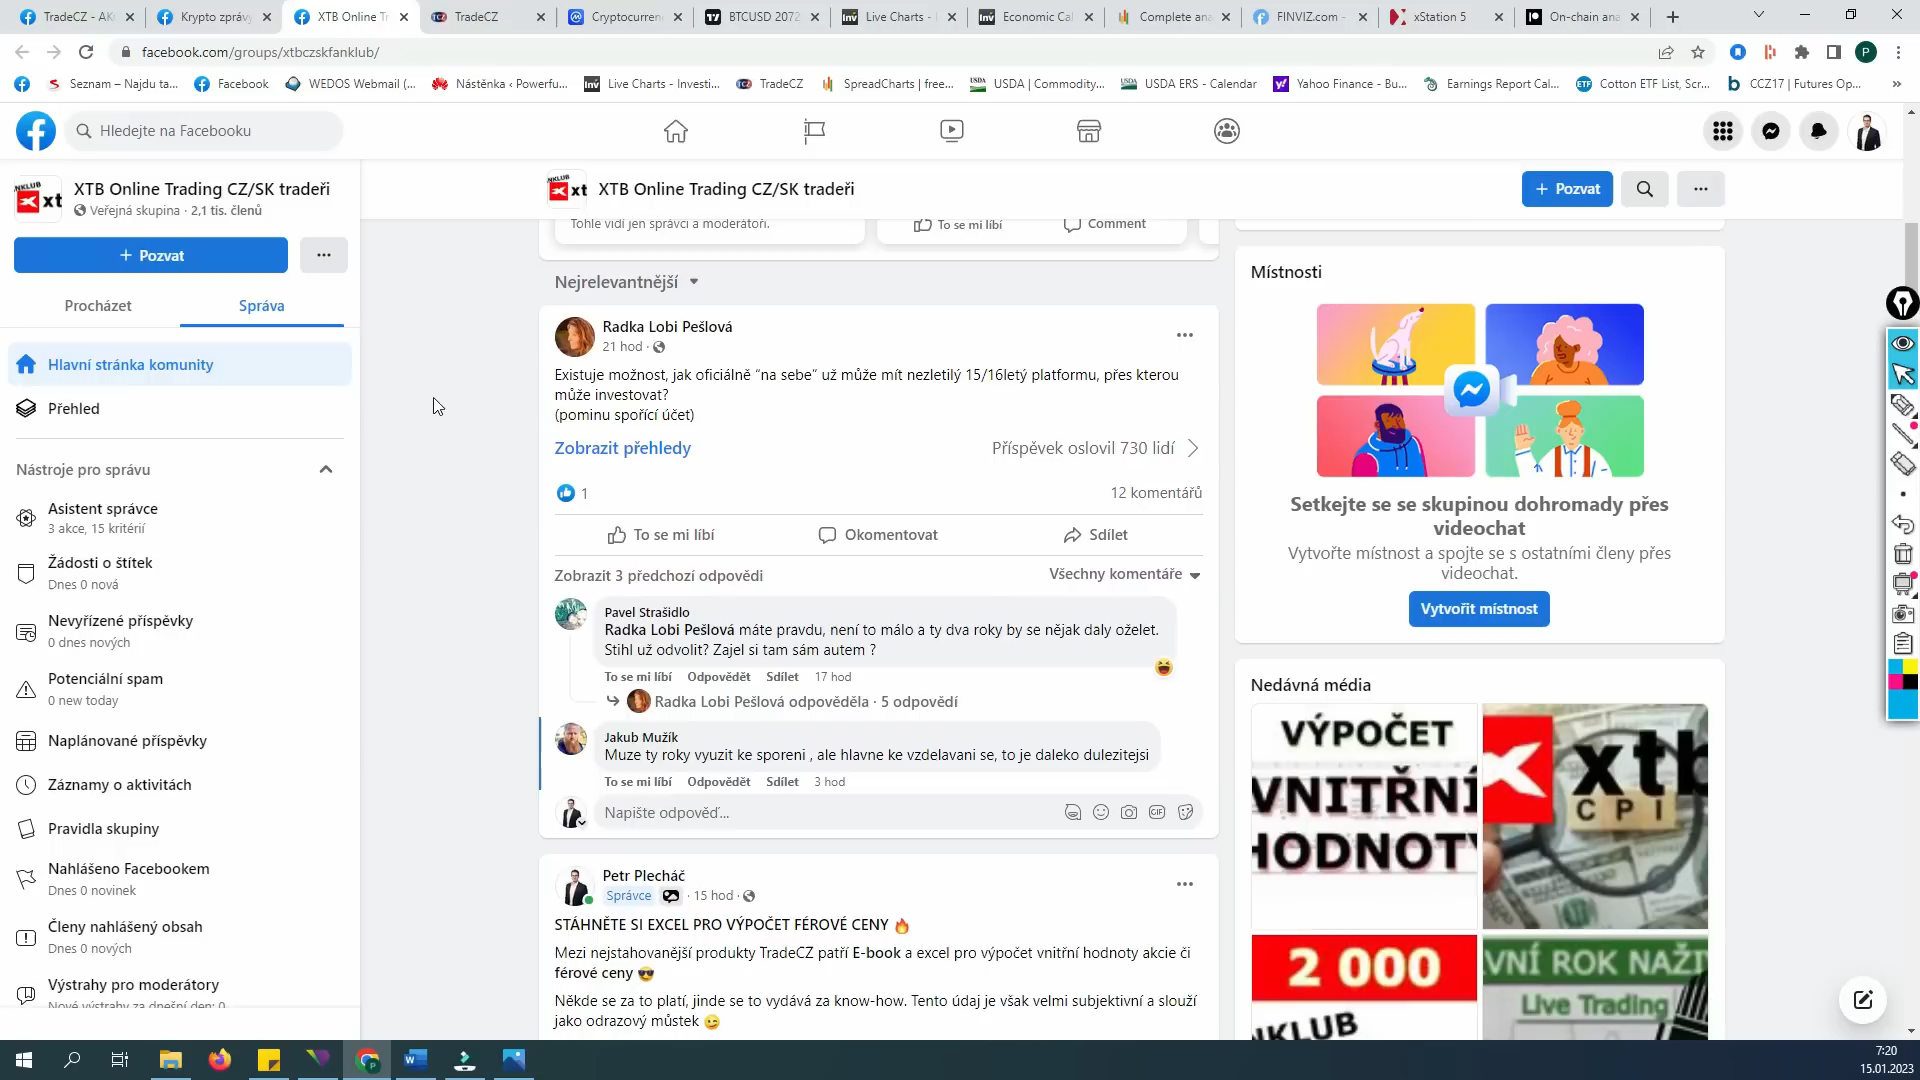 TradeCZ - AK
Krypto zprávy
XTB Online Tr
TradeCZ
Cryptocurren
BTCUSD 2072
Live Charts -
Economic Cal
Complete ana
FINVIZ.com -
xStation 5
On-chain ana
facebook.com/groups/xtbczskfanklub/
P
Seznam – Najdu ta...
Facebook
WEDOS Webmail (...
Nástěnka ‹ Powerfu...
Live Charts - Investi...
TradeCZ
SpreadCharts | free...
USDA | Commodity...
USDA ERS - Calendar
Yahoo Finance - Bu...
Earnings Report Cal...
Cotton ETF List, Scr...
CCZ17 | Futures Op...
Hledejte na Facebooku
XTB Online Trading CZ/SK tradeři
Veřejná skupina · 2,1 tis. členů
+ Pozvat
Procházet
Správa
Hlavní stránka komunity
Přehled
Nástroje pro správu
Asistent správce
3 akce, 15 kritérií
Žádosti o štítek
Dnes 0 nová
Nevyřízené příspěvky
0 dnes nových
Potenciální spam
0 new today
Naplánované příspěvky
Záznamy o aktivitách
Pravidla skupiny
Nahlášeno Facebookem
Dnes 0 novinek
Členy nahlášený obsah
Dnes 0 nových
Výstrahy pro moderátory
Nové výstrahy za dnešní den: 0
XTB Online Trading CZ/SK tradeři
+ Pozvat
Tohle vidí jen správci a moderátoři.
To se mi líbí
Comment
Nejrelevantnější
Radka Lobi Pešlová
21 hod ·
Existuje možnost, jak oficiálně “na sebe” už může mít nezletilý 15/16letý platformu, přes kterou
může investovat?
(pominu spořící účet)
Zobrazit přehledy
Příspěvek oslovil 730 lidí
1
12 komentářů
To se mi líbí
Okomentovat
Sdílet
Zobrazit 3 předchozí odpovědi
Všechny komentáře
Pavel Strašidlo
Radka Lobi Pešlová máte pravdu, není to málo a ty dva roky by se nějak daly oželet.
Stihl už odvolit? Zajel si tam sám autem ?
To se mi líbí Odpovědět Sdílet 17 hod
Radka Lobi Pešlová odpověděla · 5 odpovědí
Jakub Mužík
Muze ty roky vyuzit ke sporeni , ale hlavne ke vzdelavani se, to je daleko dulezitejsi
To se mi líbí Odpovědět Sdílet 3 hod
Napište odpověď...
GIF
Petr Plecháč
Správce · 15 hod ·
STÁHNĚTE SI EXCEL PRO VÝPOČET FÉROVÉ CENY 🔥
Mezi nejstahovanější produkty TradeCZ patří E-book a excel pro výpočet vnitřní hodnoty akcie či
férové ceny 😎
Někde se za to platí, jinde se to vydává za know-how. Tento údaj je však velmi subjektivní a slouží
jako odrazový můstek 😉
Místnosti
Setkejte se se skupinou dohromady přes
videochat
Vytvořte místnost a spojte se s ostatními členy přes
videochat.
Vytvořit místnost
Nedávná média
VÝPOČET
VNITŘNÍ
HODNOTY
xtb
CPI
2 000
NKLUB
VNÍ ROK NAŽI
Live Trading
7:20
15.01.2023